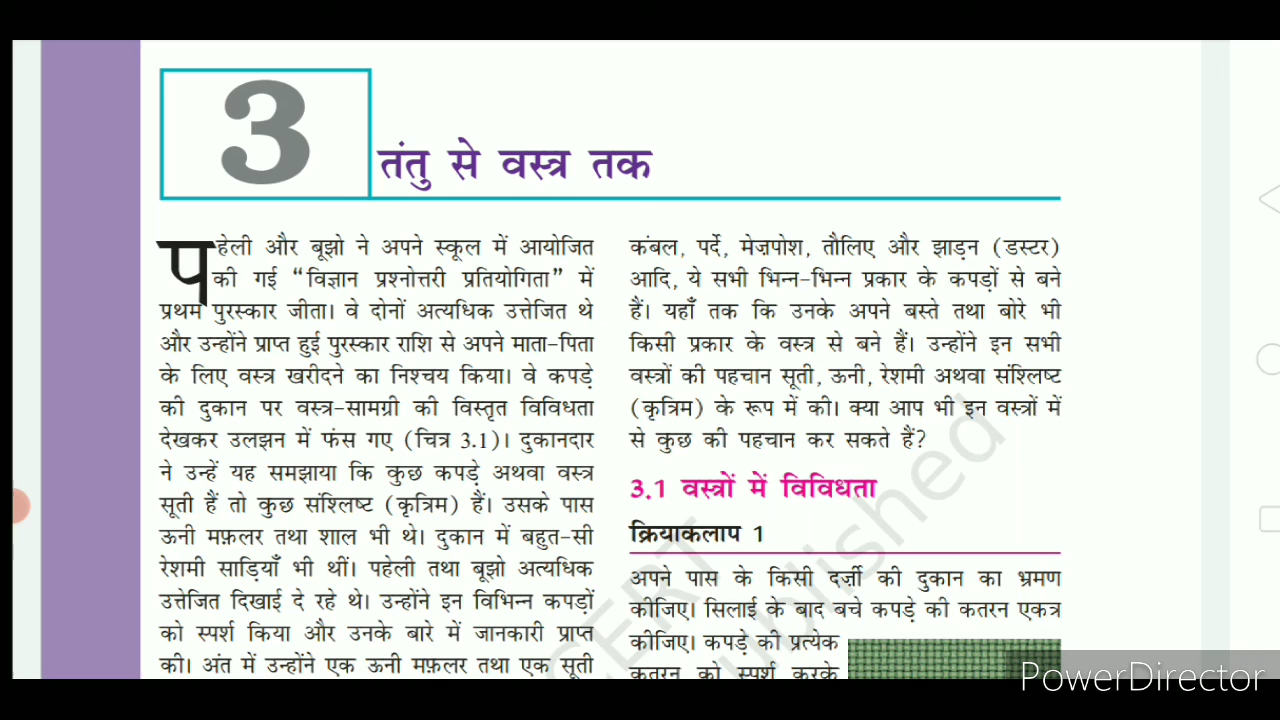 3
तंतु से वस्त्र तक
पहेली और बूझो ने अपने स्कूल में आयोजित
की गई “विज्ञान प्रश्नोत्तरी प्रतियोगिता” में
प्रथम पुरस्कार जीता। वे दोनों अत्यधिक उत्तेजित थे
और उन्होंने प्राप्त हुई पुरस्कार राशि से अपने माता-पिता
के लिए वस्त्र खरीदने का निश्चय किया। वे कपड़े
की दुकान पर वस्त्र-सामग्री की विस्तृत विविधता
देखकर उलझन में फंस गए (चित्र 3.1)। दुकानदार
ने उन्हें यह समझाया कि कुछ कपड़े अथवा वस्त्र
सूती हैं तो कुछ संश्लिष्ट (कृत्रिम) हैं। उसके पास
ऊनी मफ़लर तथा शाल भी थे। दुकान में बहुत-सी
रेशमी साड़ियाँ भी थीं। पहेली तथा बूझो अत्यधिक
उत्तेजित दिखाई दे रहे थे। उन्होंने इन विभिन्न कपड़ों
को स्पर्श किया और उनके बारे में जानकारी प्राप्त
की। अंत में उन्होंने एक ऊनी मफ़लर तथा एक सूती
कंबल, पर्दे, मेज़पोश, तौलिए और झाड़न (डस्टर)
आदि, ये सभी भिन्न-भिन्न प्रकार के कपड़ों से बने
हैं। यहाँ तक कि उनके अपने बस्ते तथा बोरे भी
किसी प्रकार के वस्त्र से बने हैं। उन्होंने इन सभी
वस्त्रों की पहचान सूती, ऊनी, रेशमी अथवा संश्लिष्ट
(कृत्रिम) के रूप में की। क्या आप भी इन वस्त्रों में
से कुछ की पहचान कर सकते हैं?
3.1 वस्त्रों में विविधता
क्रियाकलाप 1
अपने पास के किसी दर्ज़ी की दुकान का भ्रमण
कीजिए। सिलाई के बाद बचे कपड़े की कतरन एकत्र
कीजिए। कपड़े की प्रत्येक
कतरन को स्पर्श करके
PowerDirector